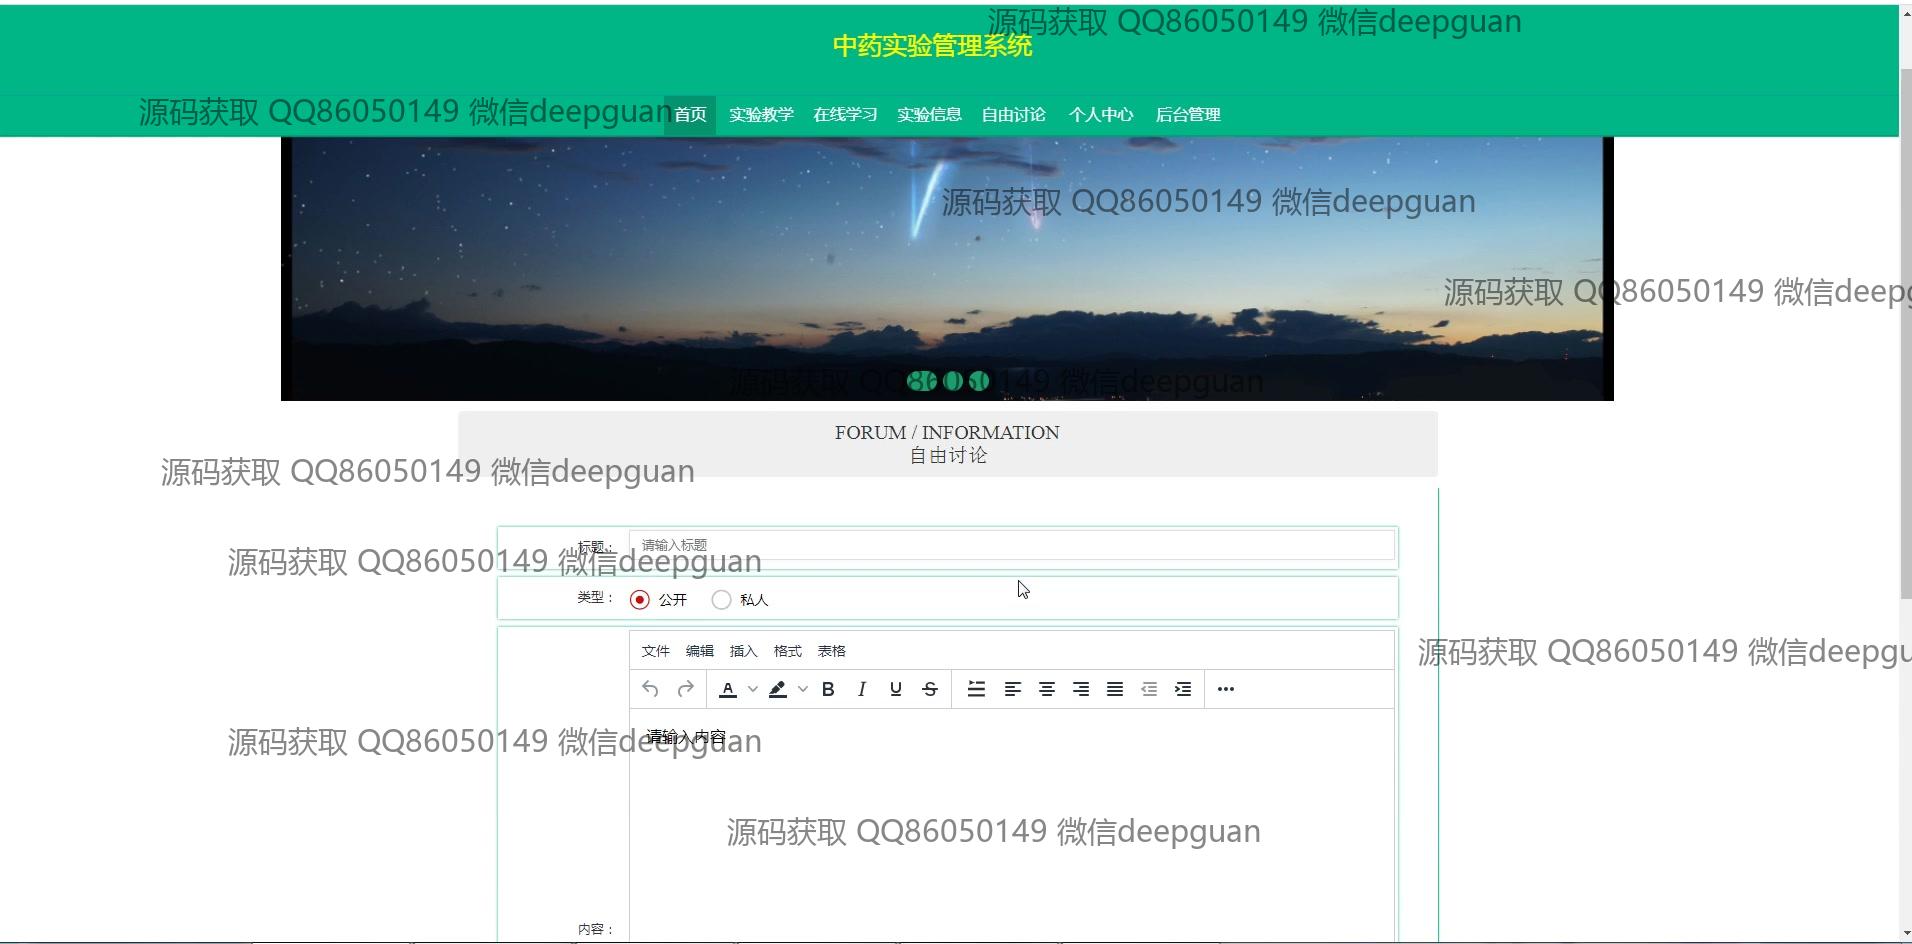 源码获取 QQ86050149 微信deepguan
中药实验管理系统
源码获取 QQ86050149 微信deepguan
首页 实验教学 在线学习 实验信息 自由讨论 个人中心 后台管理
源码获取 QQ86050149 微信deepguan
源码获取 QQ86050149 微信deepg
源码获取 QQ86050149 微信deepguan
FORUM / INFORMATION
自由讨论
源码获取 QQ86050149 微信deepguan
标题： 请输入标题
源码获取 QQ86050149 微信deepguan
类型： 公开 私人
文件 编辑 插入 格式 表格
源码获取 QQ86050149 微信deepgu
A B I U S
请输入内容
源码获取 QQ86050149 微信deepguan
源码获取 QQ86050149 微信deepguan
内容：